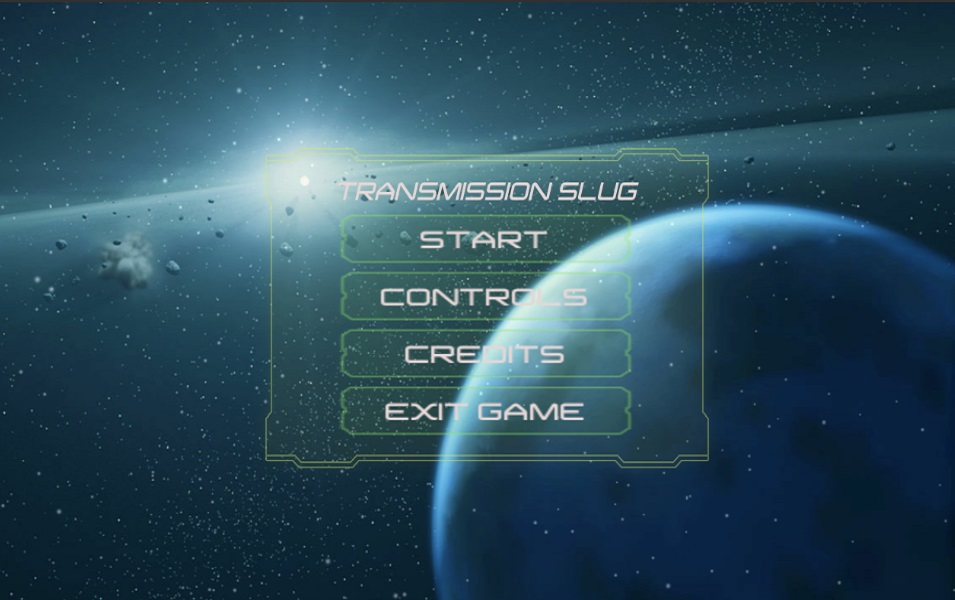 TRANSMISSION SLUG
START
CONTROLS
CREDITS
EXIT GAME